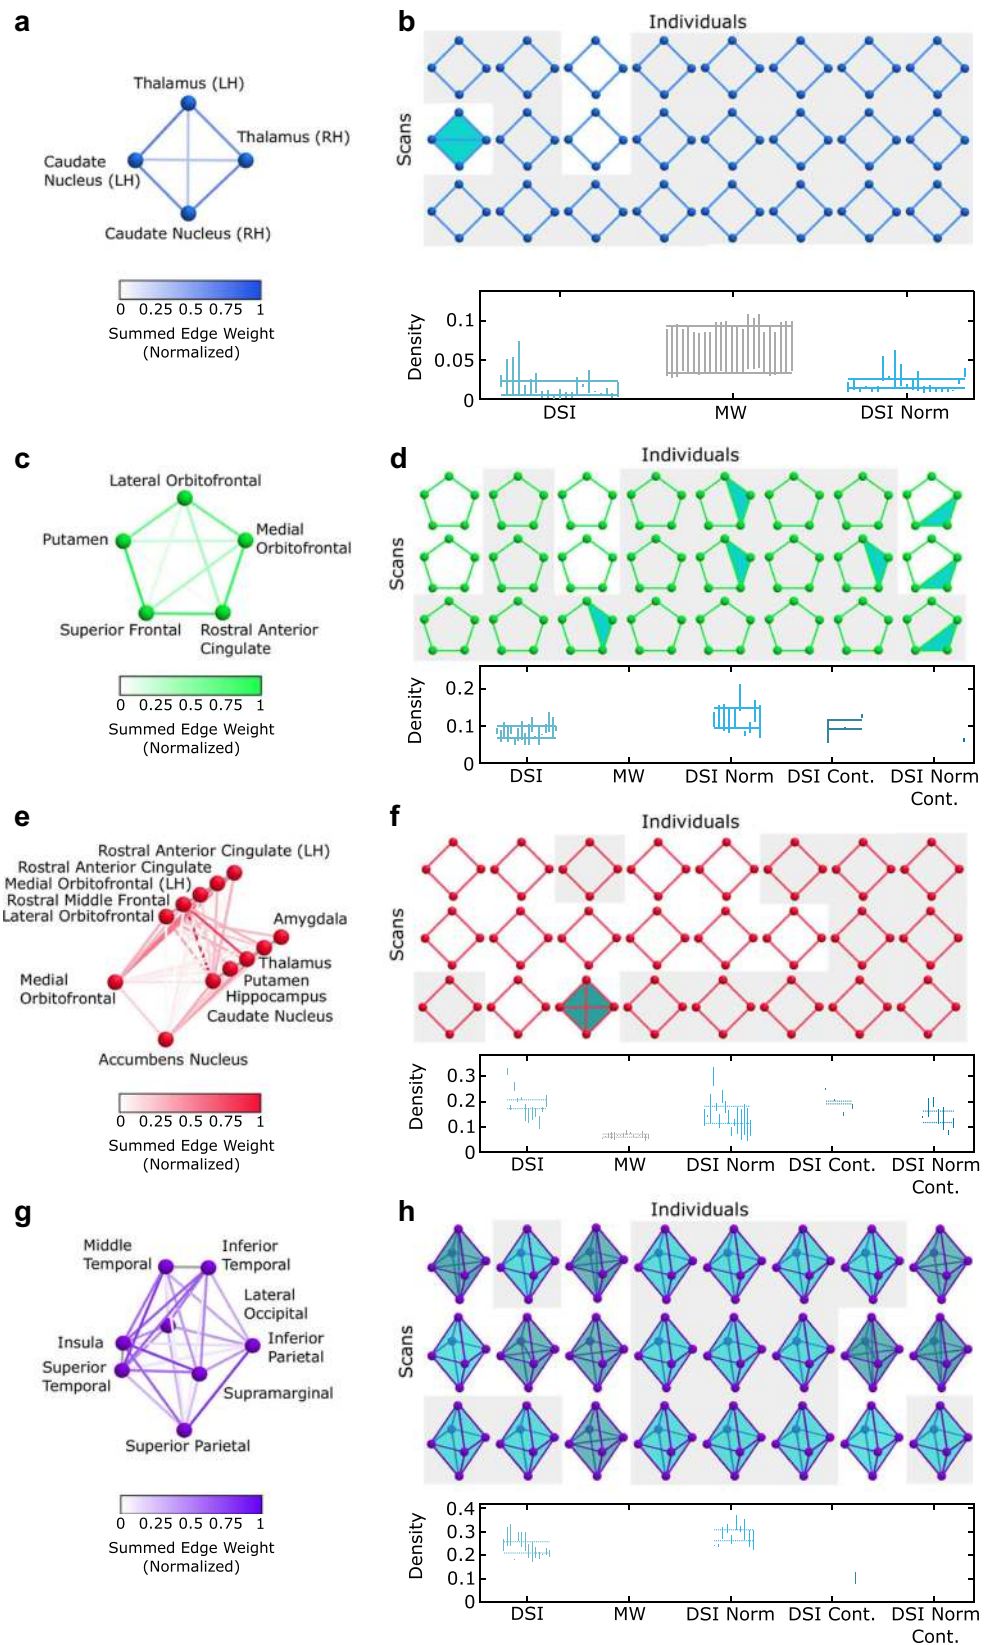 a
Thalamus (LH)
Thalamus (RH)
Caudate
Nucleus (LH)
Caudate Nucleus (RH)
0 0.25 0.5 0.75 1
Summed Edge Weight
(Normalized)
b
Individuals
Scans
Density
0.1
0.05
0
DSI MW DSI Norm
c
Lateral Orbitofrontal
Putamen
Medial
Orbitofrontal
Superior Frontal
Rostral Anterior
Cingulate
0 0.25 0.5 0.75 1
Summed Edge Weight
(Normalized)
d
Individuals
Scans
Density
0.2
0.1
0
DSI MW DSI Norm DSI Cont. DSI Norm
Cont.
e
Rostral Anterior Cingulate (LH)
Rostral Anterior Cingulate
Medial Orbitofrontal (LH)
Rostral Middle Frontal
Lateral Orbitofrontal
Amygdala
Thalamus
Putamen
Hippocampus
Caudate Nucleus
Medial
Orbitofrontal
Accumbens Nucleus
0 0.25 0.5 0.75 1
Summed Edge Weight
(Normalized)
f
Individuals
Scans
Density
0.3
0.2
0.1
0
DSI MW DSI Norm DSI Cont. DSI Norm
Cont.
g
Middle
Temporal
Inferior
Temporal
Lateral
Occipital
Insula
Inferior
Parietal
Superior
Temporal
Supramarginal
Superior Parietal
0 0.25 0.5 0.75 1
Summed Edge Weight
(Normalized)
h
Individuals
Scans
Density
0.4
0.3
0.2
0.1
0
DSI MW DSI Norm DSI Cont. DSI Norm
Cont.